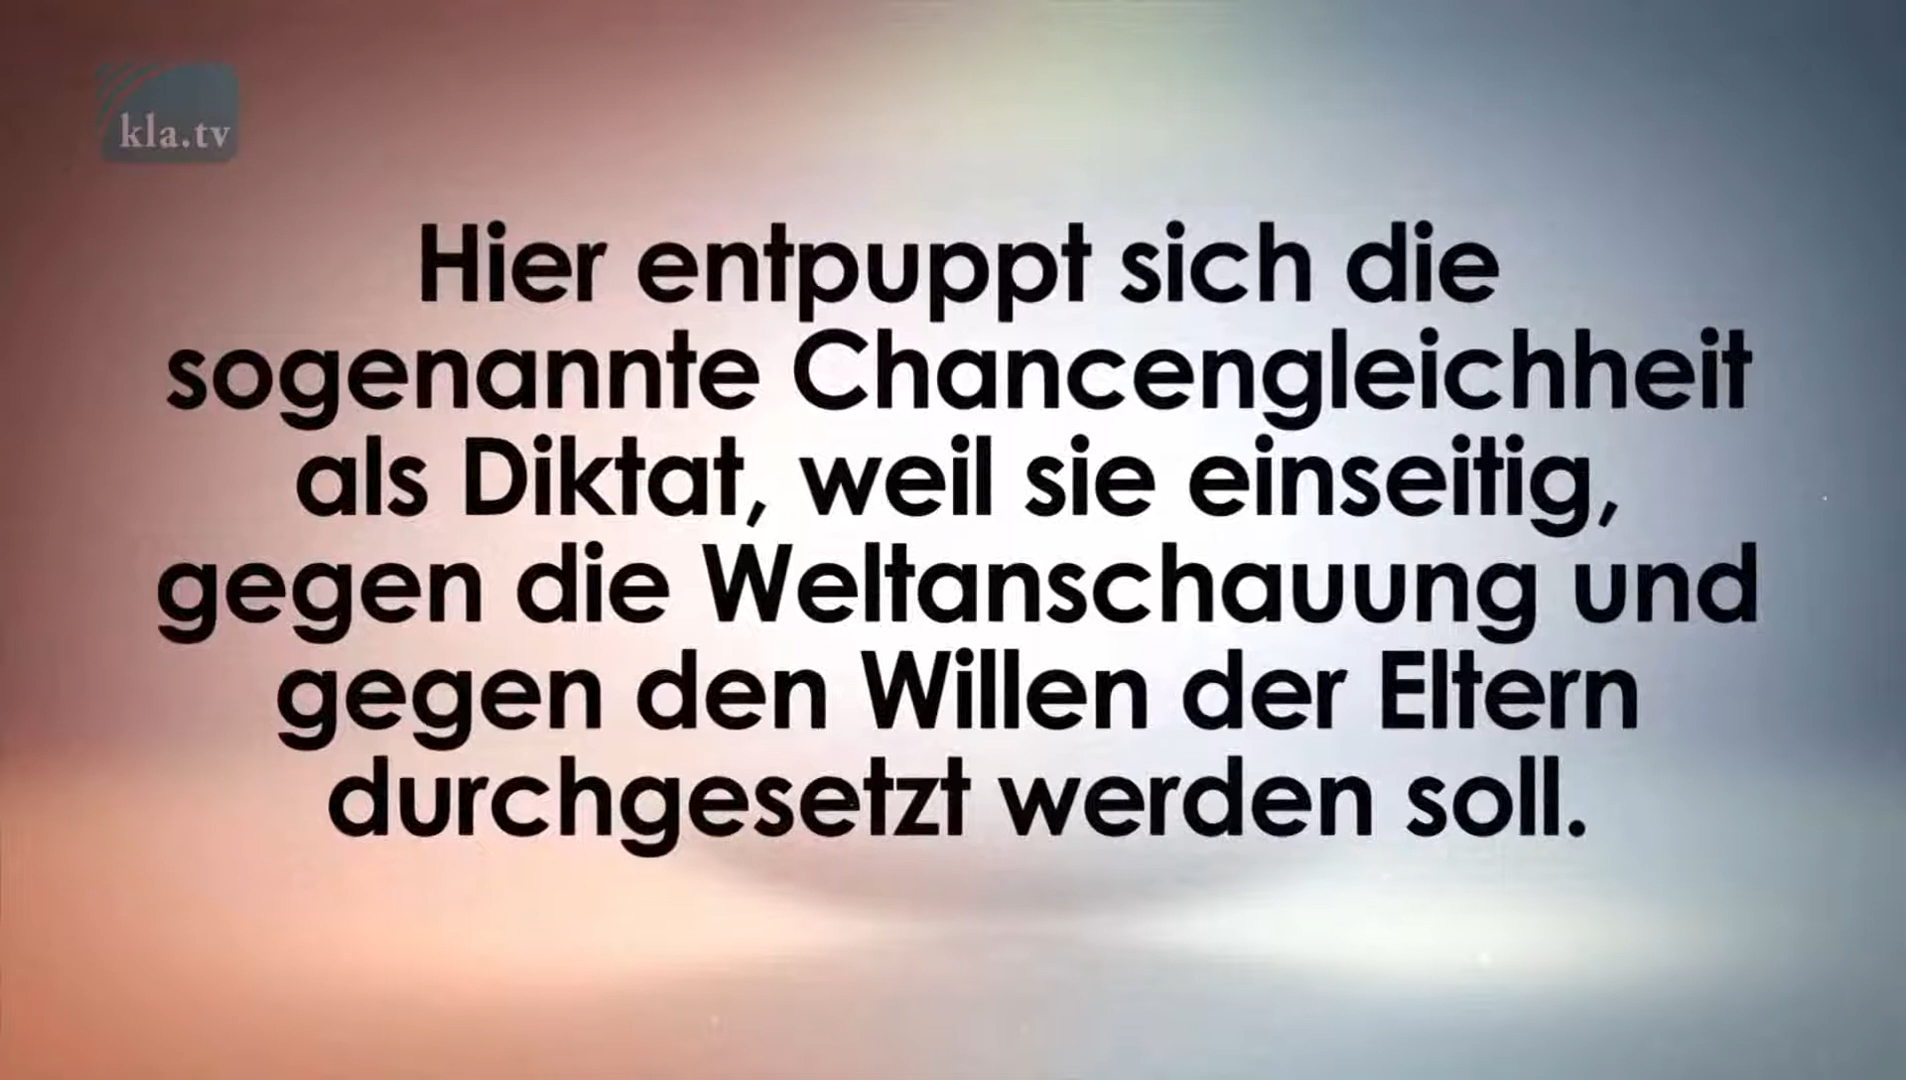 kla.tv
Hier entpuppt sich die
sogenannte Chancengleichheit
als Diktat, weil sie einseitig,
gegen die Weltanschauung und
gegen den Willen der Eltern
durchgesetzt werden soll.